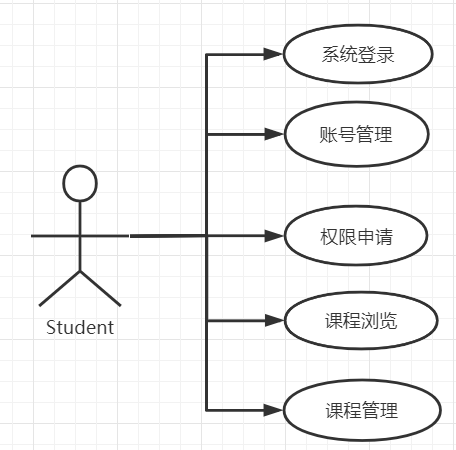 系统登录
账号管理
权限申请
课程浏览
课程管理
Student